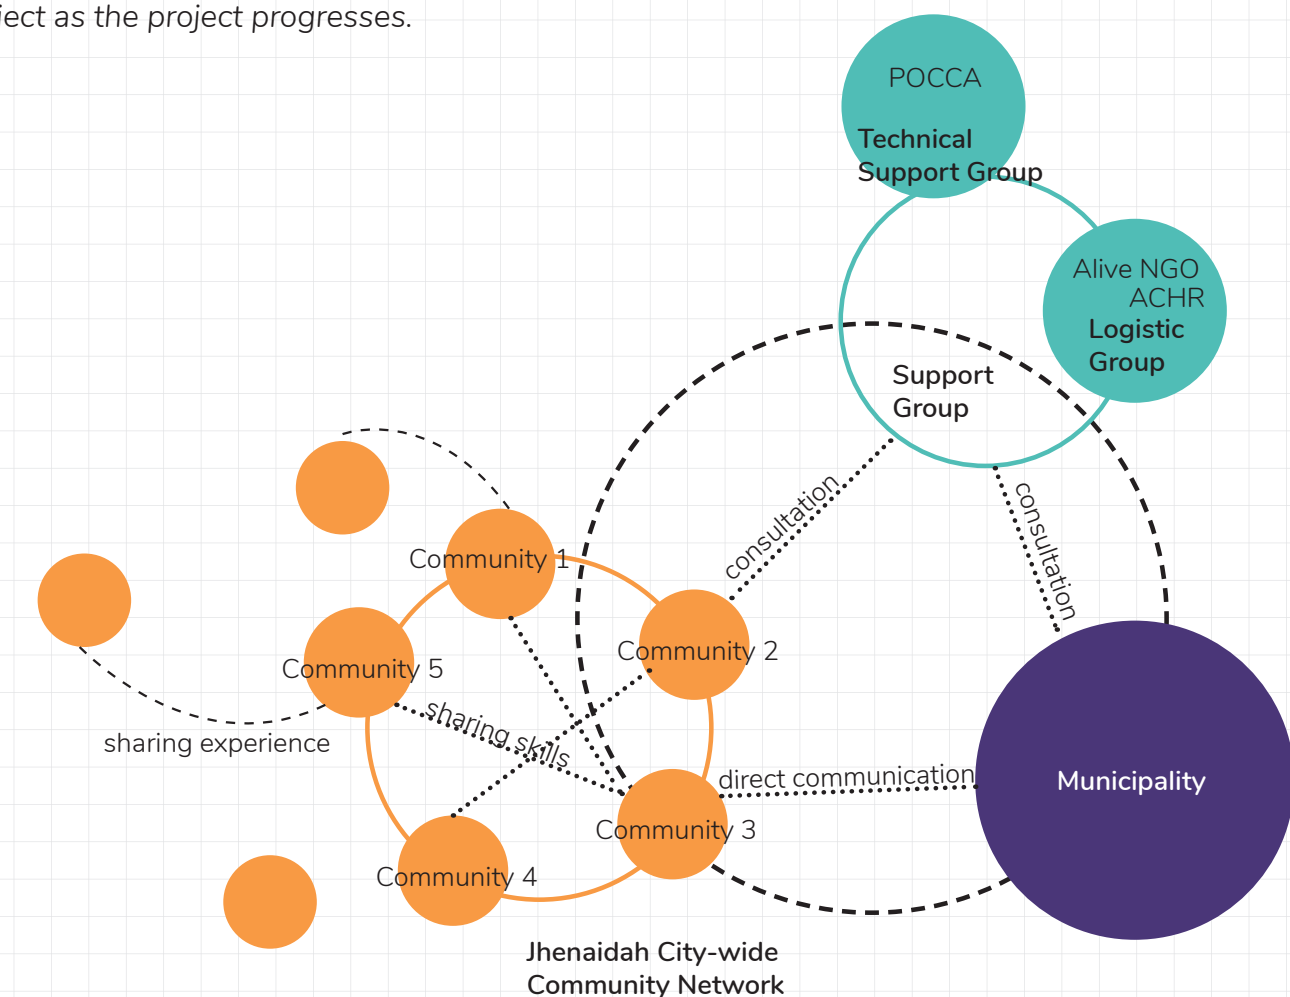 ject as the project progresses.
POCCA
Technical
Support Group
Alive NGO
ACHR
Logistic
Group
Support
Group
consultation
consultation
Community 1
Community 2
Community 5
sharing skills
sharing experience
direct communication
Municipality
Community 3
Community 4
Jhenaidah City-wide
Community Network